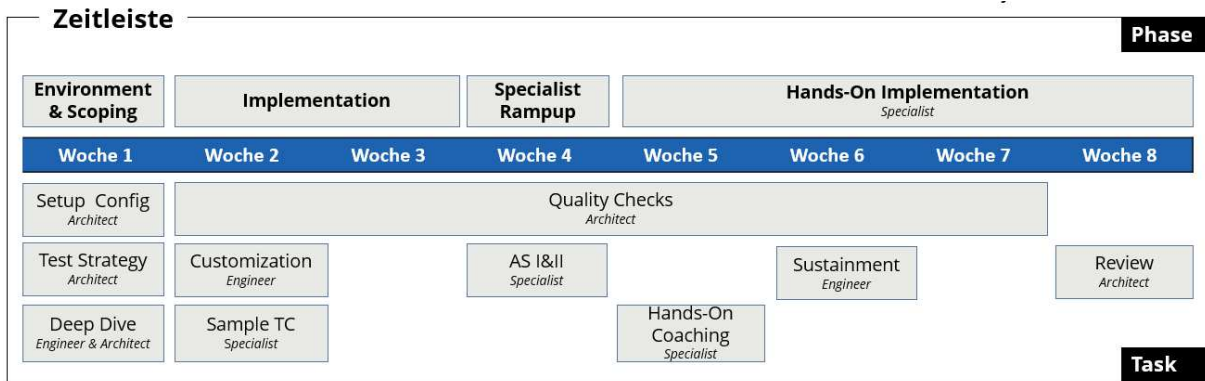 Zeitleiste
Phase
Environment
& Scoping
Implementation
Specialist
Rampup
Hands-On Implementation
Specialist
Woche 1
Woche 2
Woche 3
Woche 4
Woche 5
Woche 6
Woche 7
Woche 8
Setup Config
Architect
Quality Checks
Architect
Test Strategy
Architect
Customization
Engineer
AS I&II
Specialist
Sustainment
Engineer
Review
Architect
Deep Dive
Engineer & Architect
Sample TC
Specialist
Hands-On
Coaching
Specialist
Task